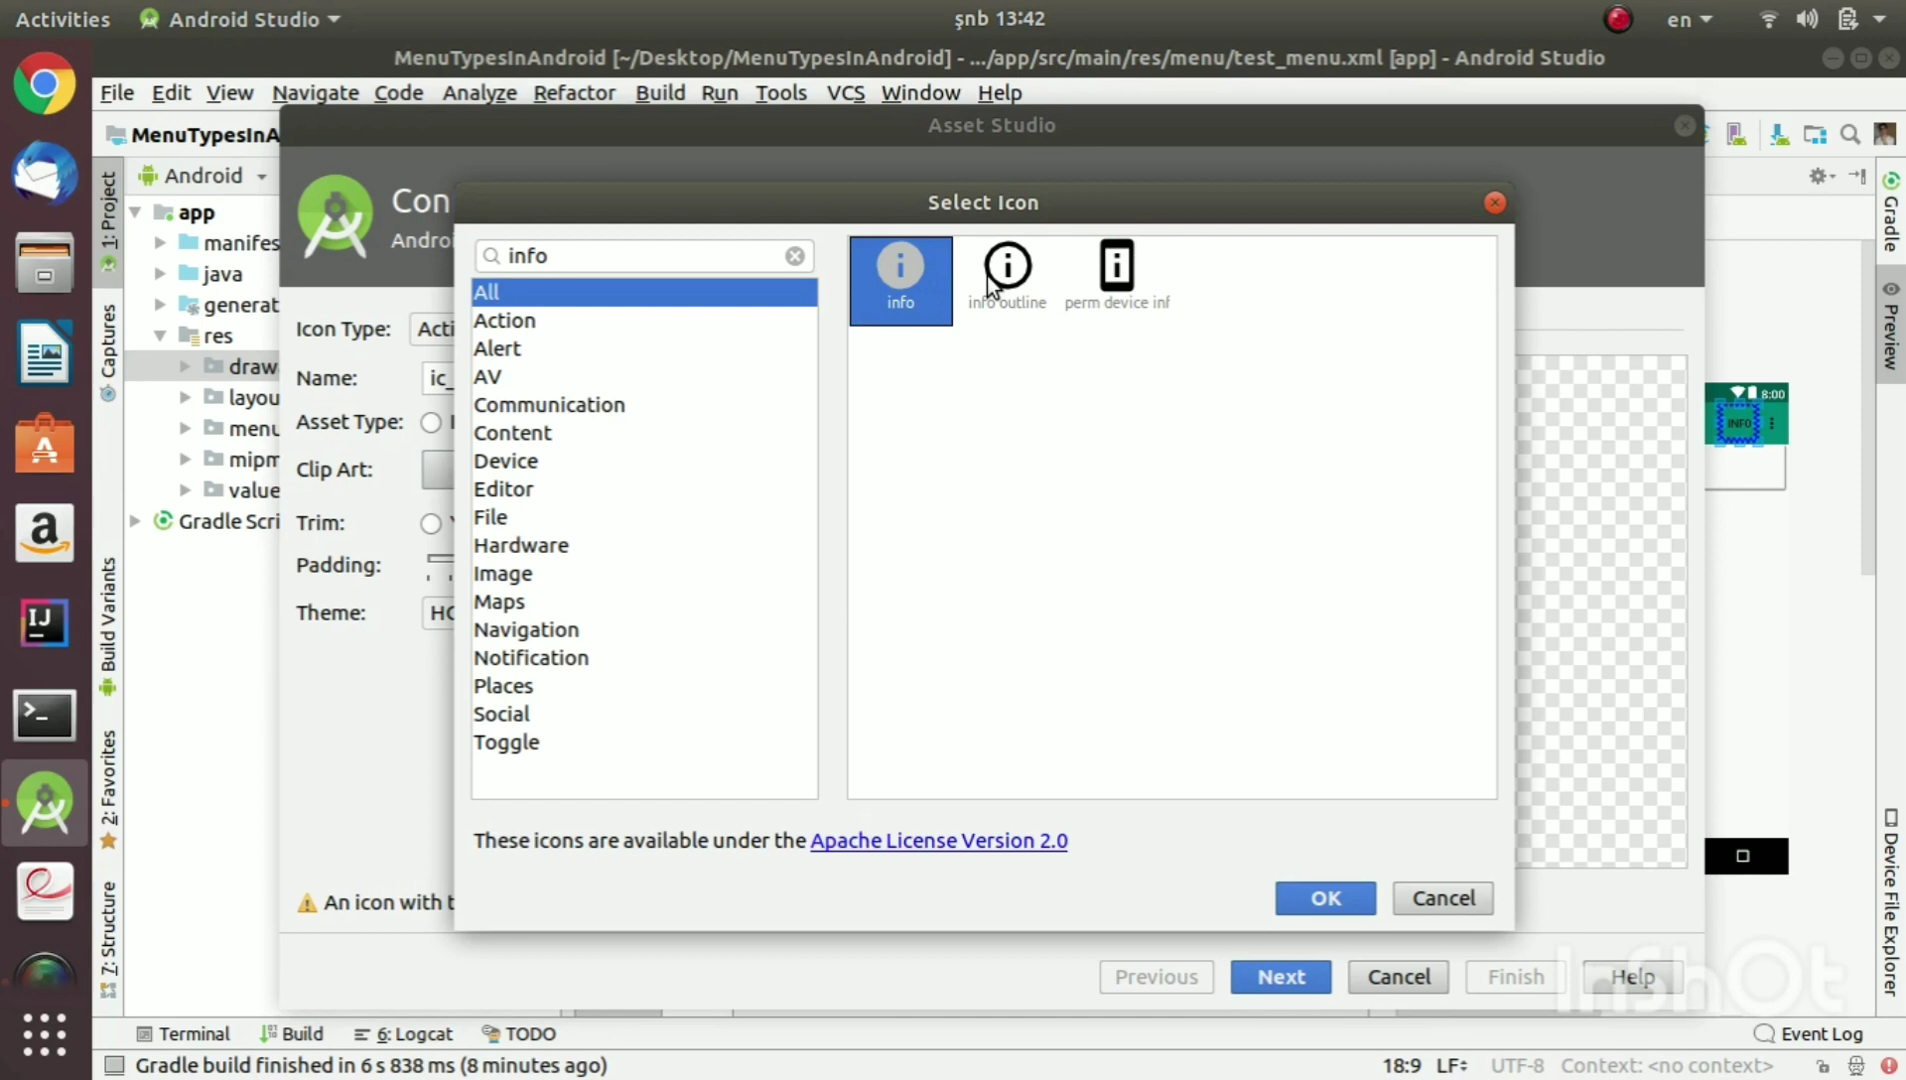 Activities
Android Studio
şnb 13:42
en
MenuTypesInAndroid [~/Desktop/MenuTypesInAndroid] - .../app/src/main/res/menu/test_menu.xml [app] - Android Studio
File Edit View Navigate Code Analyze Refactor Build Run Tools VCS Window Help
MenuTypesInA
Asset Studio
Android
Con
Androi
Select Icon
app
manifes
java
generat
res
draw
layou
menu
mipm
value
Gradle Scri
1: Project
Captures
Build Variants
2: Favorites
7: Structure
Icon Type:
Acti
Name:
ic_
Asset Type:
Clip Art:
Trim:
Padding:
Theme:
HO
info
All
Action
Alert
AV
Communication
Content
Device
Editor
File
Hardware
Image
Maps
Navigation
Notification
Places
Social
Toggle
info
info outline
perm device inf
These icons are available under the Apache License Version 2.0
OK
Cancel
An icon with t
Previous
Next
Cancel
Finish
Help
InShOt
8:00
INFO
Gradle
Preview
Device File Explorer
Terminal
Build
6: Logcat
TODO
Event Log
Gradle build finished in 6 s 838 ms (8 minutes ago)
18:9
LF
UTF-8
Context: <no context>